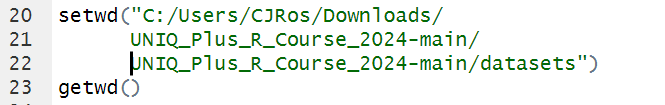 20 setwd("C:/Users/CJRos/Downloads/
21 UNIQ_Plus_R_Course_2024-main/
22 UNIQ_Plus_R_Course_2024-main/datasets")
23 getwd()